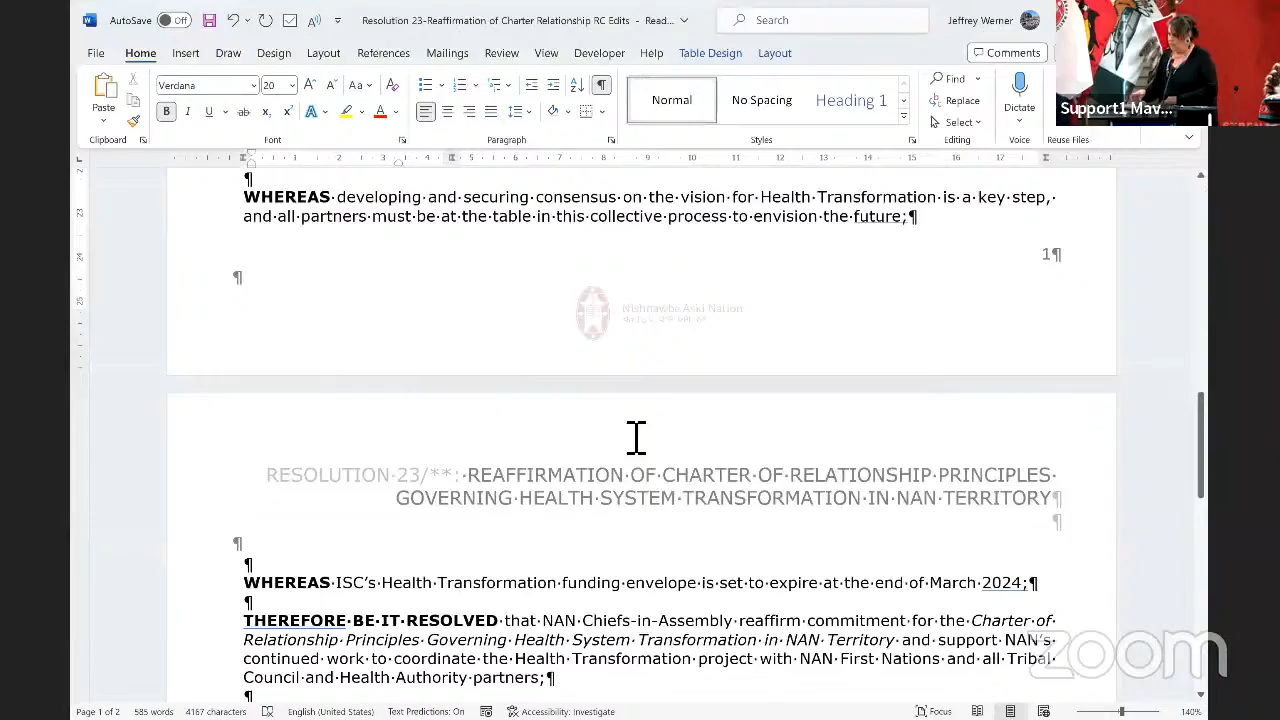 AutoSave Off
ution 23-Reaffirmation of Charter Relationship RC Edits - Read...
Search
Jeffrey Werner
File Home Insert Draw Design Layout References Mailings Review View Developer Help Table Design Layout
Comments
Paste
Verdana 20
Normal
No Spacing
Heading 1
Find
Replace
Select
Dictate
Clipboard Font Paragraph Styles Editing Voice Reuse Files
Support1 Mav...
WHEREAS developing and securing consensus on the vision for Health Transformation is a key step,
and all partners must be at the table in this collective process to envision the future;¶
1¶
Nishnawbe Aski Nation
RESOLUTION 23/**: REAFFIRMATION OF CHARTER OF RELATIONSHIP PRINCIPLES
GOVERNING HEALTH SYSTEM TRANSFORMATION IN NAN TERRITORY¶
WHEREAS ISC's Health Transformation funding envelope is set to expire at the end of March 2024;¶
THEREFORE BE IT RESOLVED that NAN Chiefs-in-Assembly reaffirm commitment for the Charter of
Relationship Principles Governing Health System Transformation in NAN Territory and support NAN's
continued work to coordinate the Health Transformation project with NAN First Nations and all Tribal
Council and Health Authority partners;¶
zoom
Page 1 of 2 585 words 4167 characters English (United States) Text Predictions: On Accessibility: Investigate Focus 140%